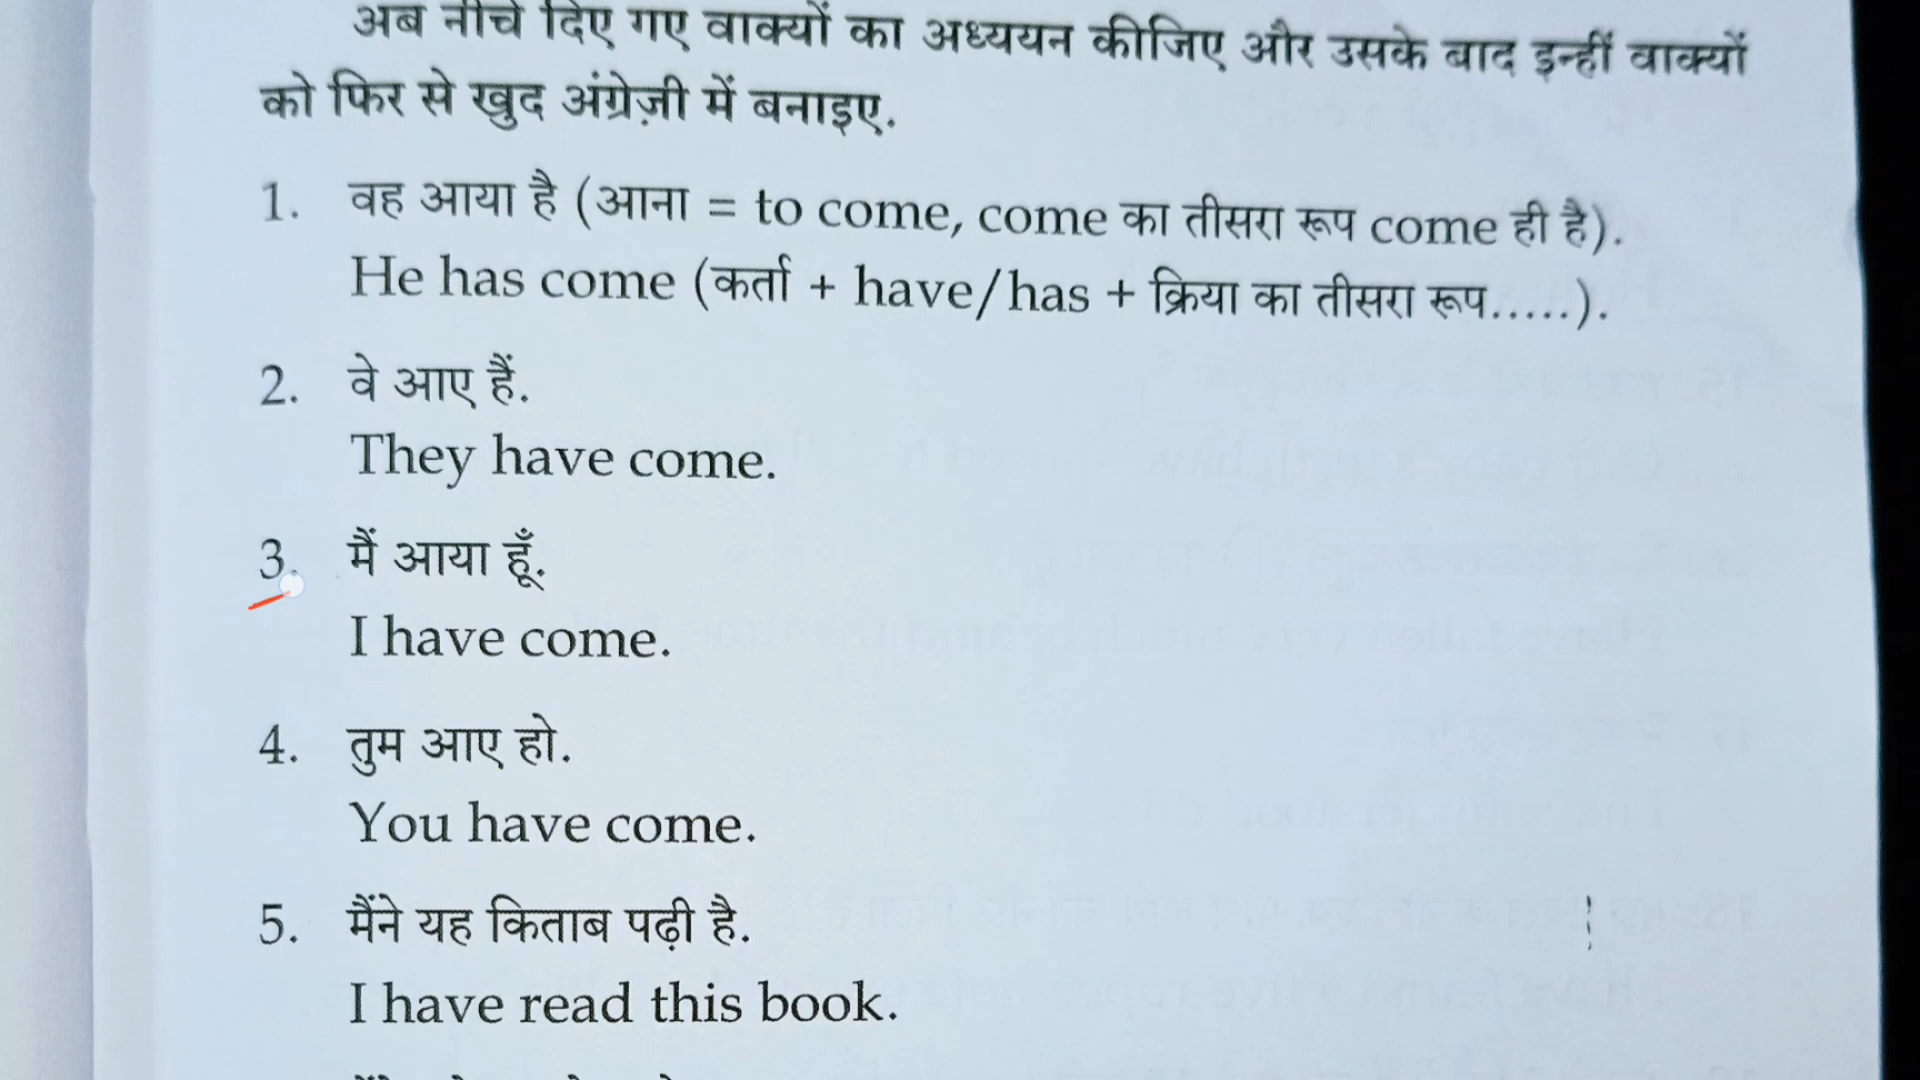 अब नीचे दिए गए वाक्यों का अध्ययन कीजिए और उसके बाद इन्हीं वाक्यों
को फिर से खुद अंग्रेज़ी में बनाइए.
1. वह आया है (आना = to come, come का तीसरा रूप come ही है).
He has come (कर्ता + have/has + क्रिया का तीसरा रूप.....).
2. वे आए हैं.
They have come.
3. मैं आया हूँ.
I have come.
4. तुम आए हो.
You have come.
5. मैंने यह किताब पढ़ी है.
I have read this book.